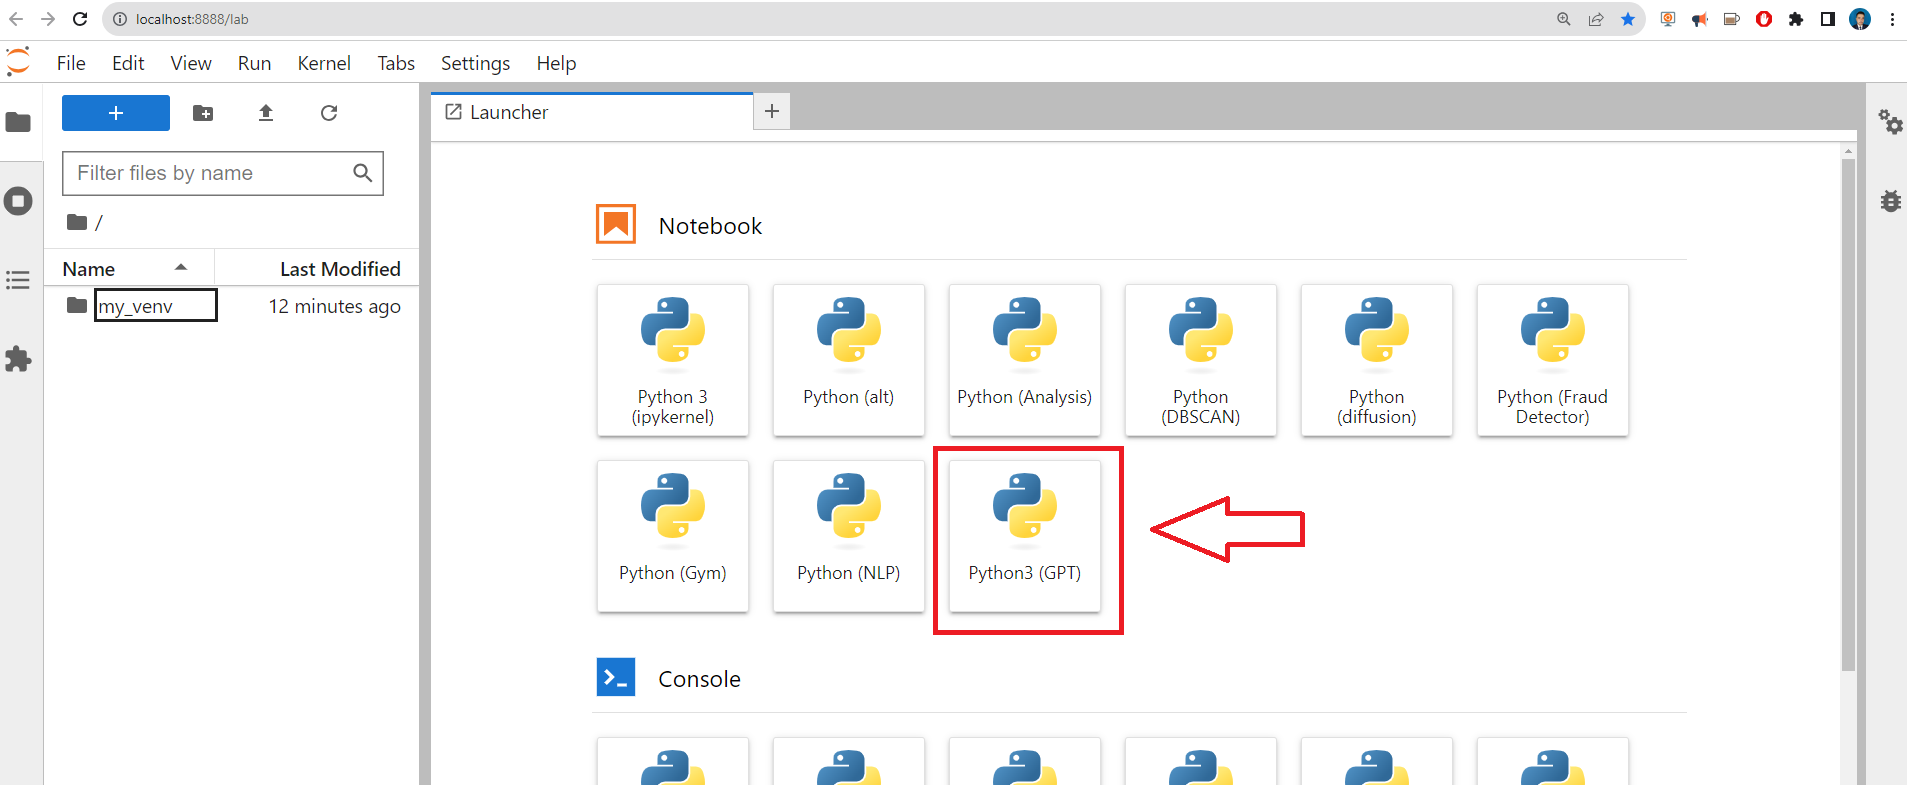 localhost:8888/lab
File Edit View Run Kernel Tabs Settings Help
+
Launcher
+
Filter files by name
/
Name Last Modified
my_venv 12 minutes ago
Notebook
Python 3
(ipykernel)
Python (alt)
Python (Analysis)
Python
(DBSCAN)
Python
(diffusion)
Python (Fraud
Detector)
Python (Gym)
Python (NLP)
Python3 (GPT)
Console